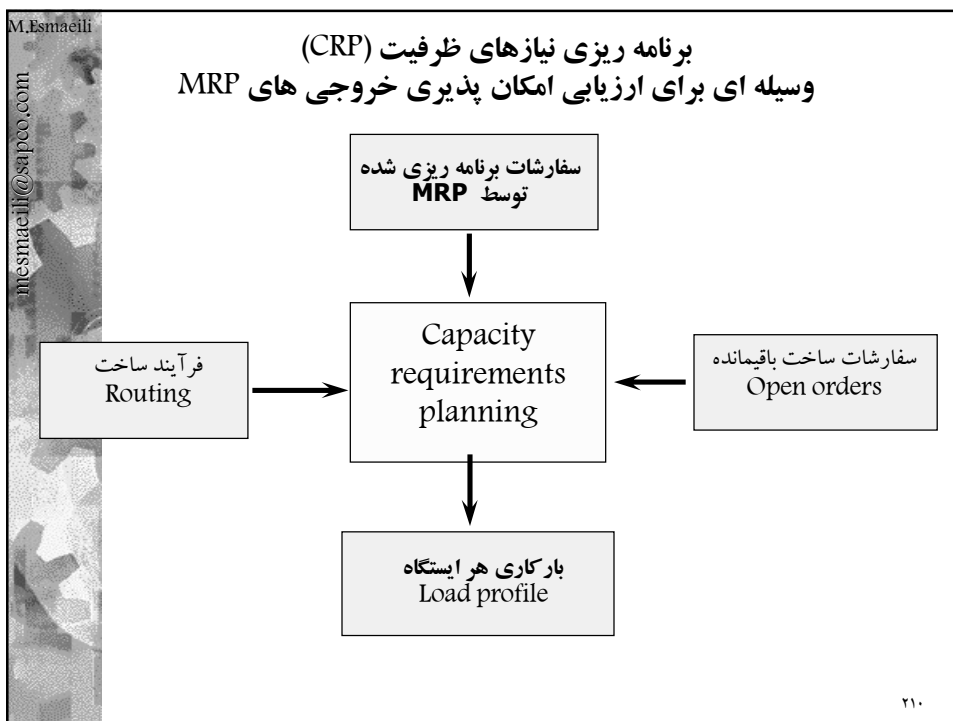 M.Esmaeili
mesmaeili@sapco.com
برنامه ریزی نیازهای ظرفیت (CRP)
وسیله ای برای ارزیابی امکان پذیری خروجی های MRP
سفارشات برنامه ریزی شده
توسط MRP
Capacity
requirements
planning
فرآیند ساخت
Routing
سفارشات ساخت باقیمانده
Open orders
بارکاری هر ایستگاه
Load profile
۲۱۰